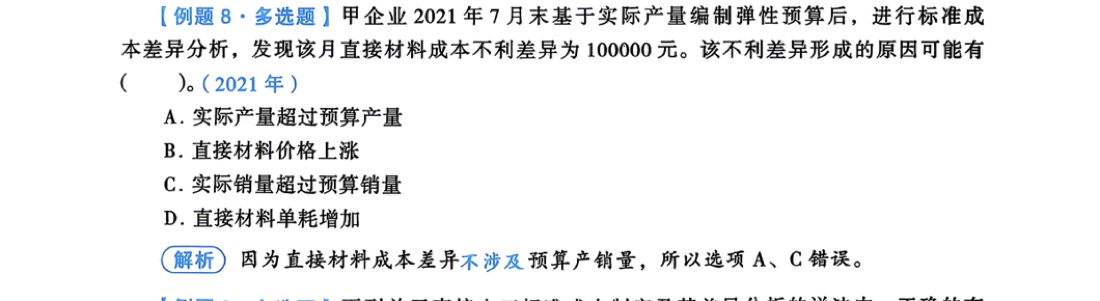 【例题8·多选题】甲企业2021年7月末基于实际产量编制弹性预算后，进行标准成
本差异分析，发现该月直接材料成本不利差异为100000元。该不利差异形成的原因可能有
（　　）。（2021年）
A. 实际产量超过预算产量
B. 直接材料价格上涨
C. 实际销量超过预算销量
D. 直接材料单耗增加
解析 因为直接材料成本差异不涉及预算产销量，所以选项A、C错误。